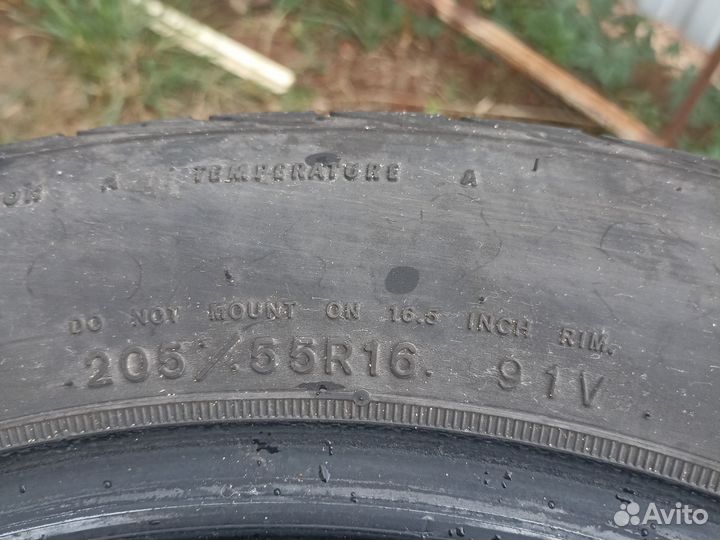 A TEMPERATURE A
DO NOT MOUNT ON 16.5 INCH RIM.
205/55R16. 91V
Avito